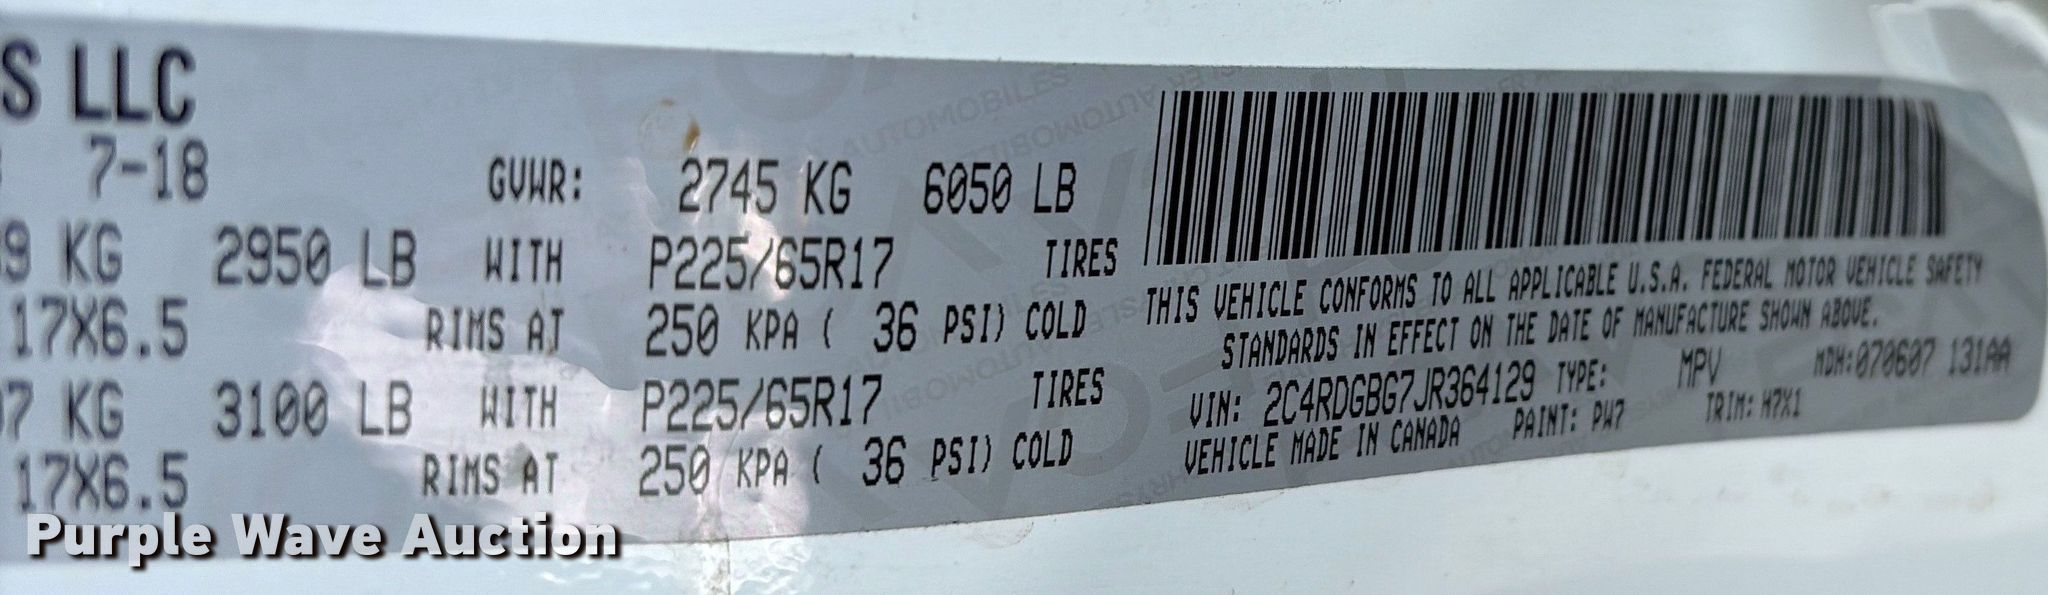 S LLC
7-18 GVWR: 2745 KG 6050 LB
9 KG 2950 LB WITH P225/65R17 TIRES
17X6.5 RIMS AT 250 KPA ( 36 PSI) COLD
7 KG 3100 LB WITH P225/65R17 TIRES
17X6.5 RIMS AT 250 KPA ( 36 PSI) COLD
THIS VEHICLE CONFORMS TO ALL APPLICABLE U.S.A. FEDERAL MOTOR VEHICLE SAFETY
STANDARDS IN EFFECT ON THE DATE OF MANUFACTURE SHOWN ABOVE.
VIN: 2C4RDGBG7JR364129 TYPE: MPV MDH:070607 131AA
VEHICLE MADE IN CANADA PAINT: PW7 TRIM: H7X1
Purple Wave Auction